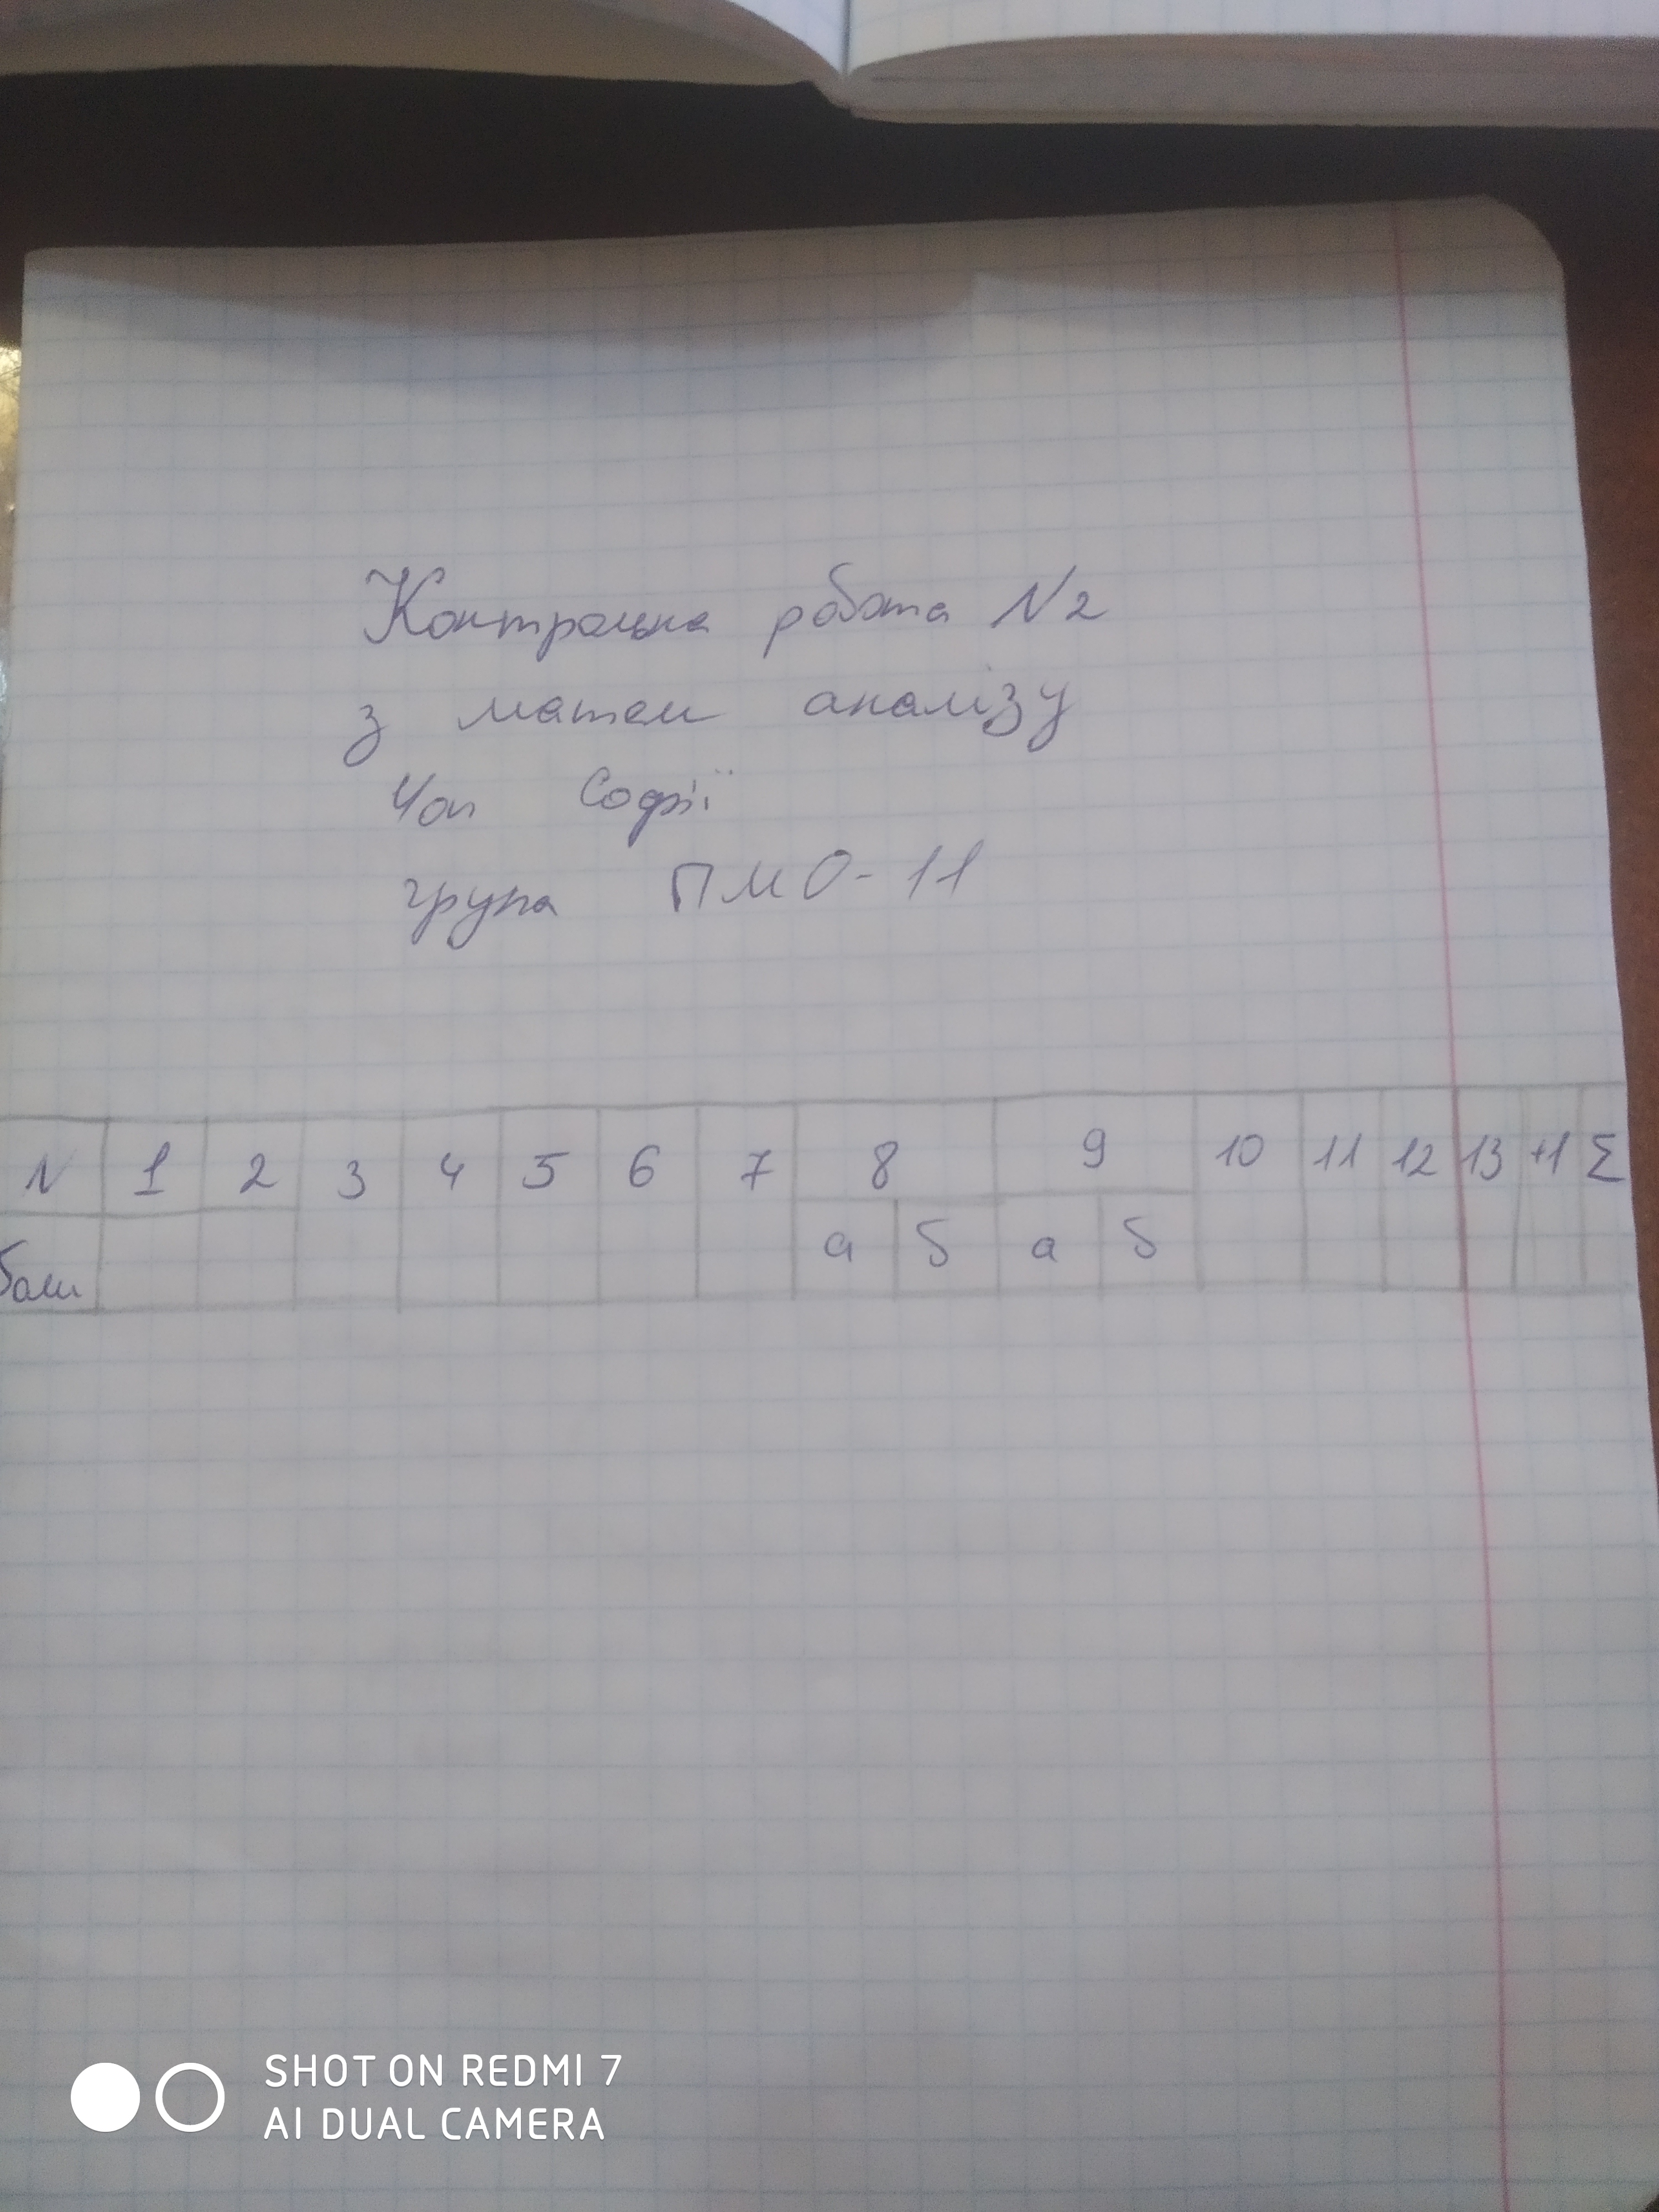 Контрольна робота N2
з матем аналізу
Чоп Софії
група ПМО-11
N 1 2 3 4 5 6 7 8 9 10 11 12 13 +1 Σ
бали а б а б
SHOT ON REDMI 7
AI DUAL CAMERA